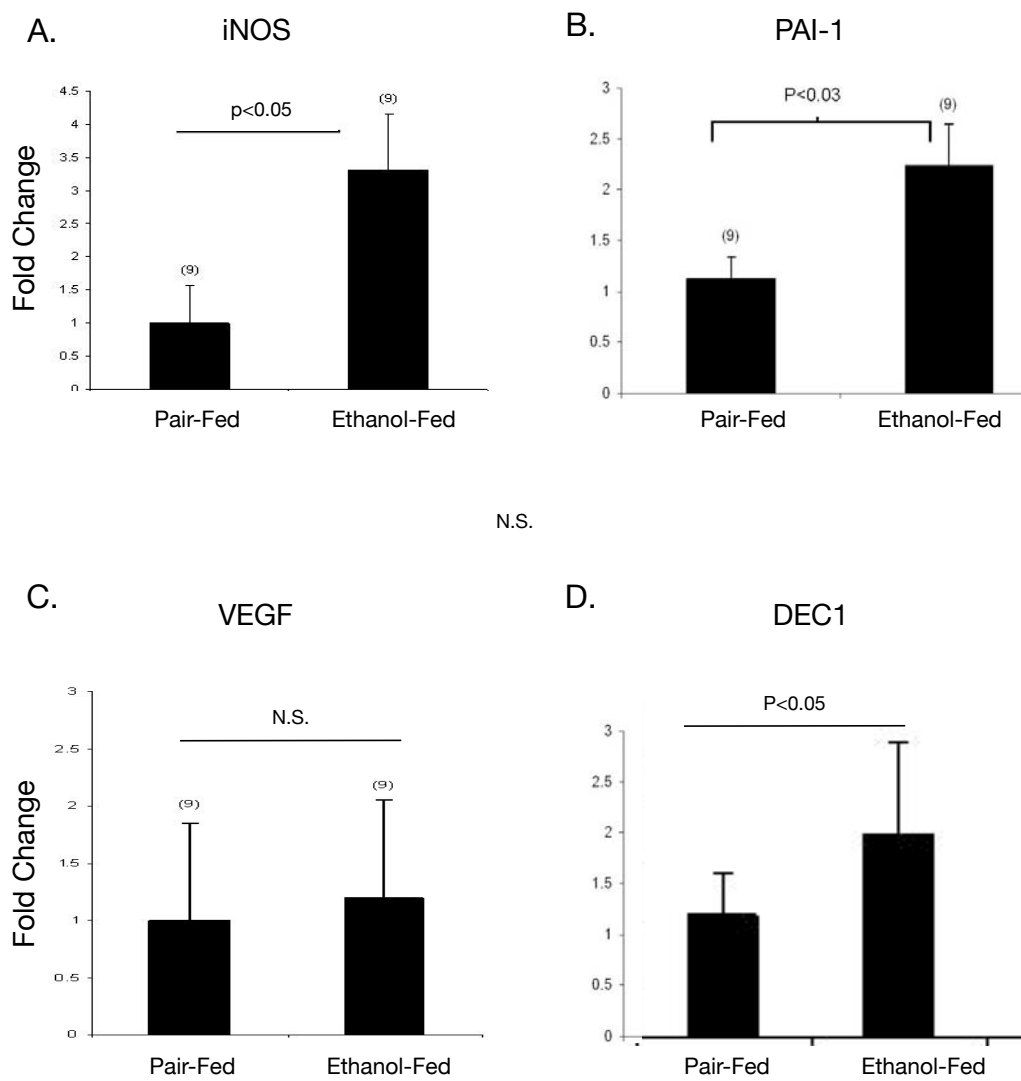 A.
iNOS
Fold Change
4.5
4
3.5
3
2.5
2
1.5
1
0.5
0
p<0.05
(9)
(9)
Pair-Fed
Ethanol-Fed
B.
PAI-1
3
2.5
2
1.5
1
0.5
0
P<0.03
(9)
(9)
Pair-Fed
Ethanol-Fed
N.S.
C.
VEGF
Fold Change
3
2.5
2
1.5
1
0.5
0
N.S.
(9)
(9)
Pair-Fed
Ethanol-Fed
D.
DEC1
P<0.05
3
2.5
2
1.5
1
0.5
0
Pair-Fed
Ethanol-Fed